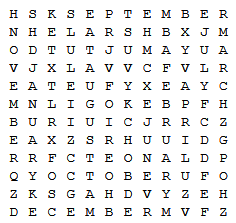 H S K S E P T E M B E R
N H E L A R S H B X J M
O D T U T J U M A Y U A
V J X L A V V C F V L R
E A T E U F Y X E A Y C
M N L I G O K E B P F H
B U R I U I C J R R C Z
E A X Z S R H U U I D G
R R F C T E O N A L D P
Q Y O C T O B E R U F O
Z K S G A H D V Y Z E H
D E C E M B E R M V F Z